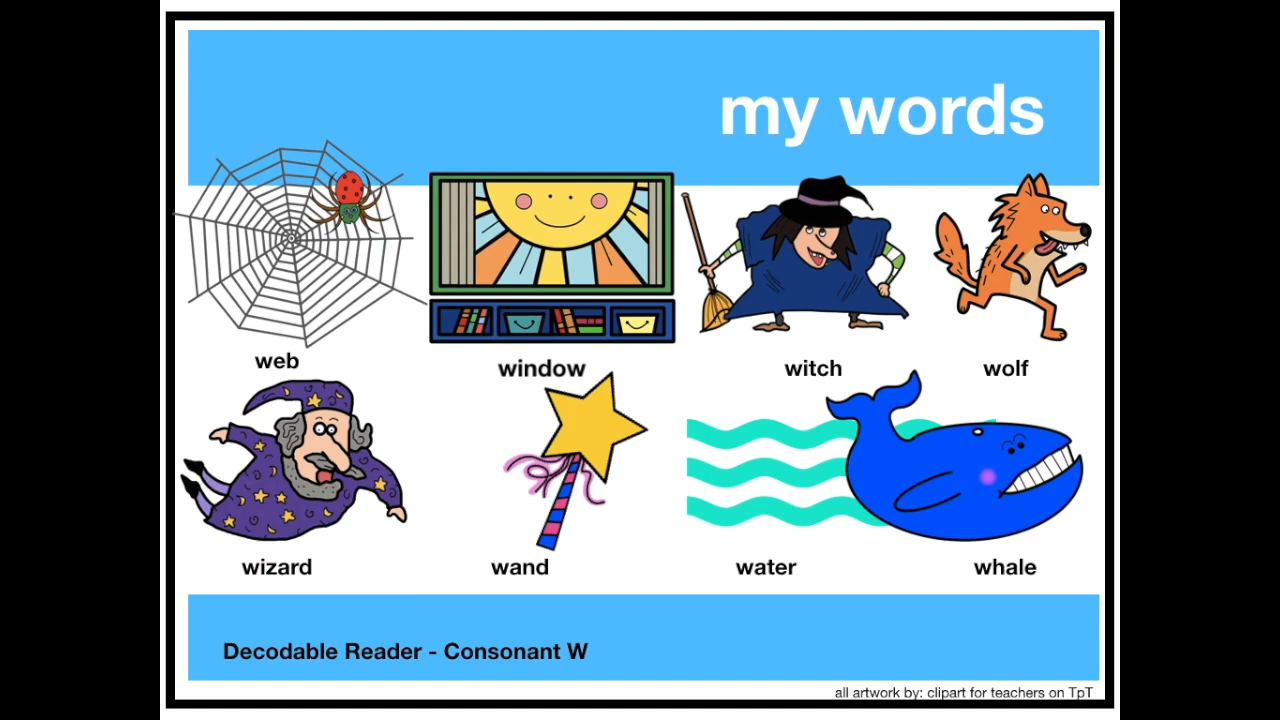 my words
web
window
witch
wolf
wizard
wand
water
whale
Decodable Reader - Consonant W
all artwork by: clipart for teachers on TpT